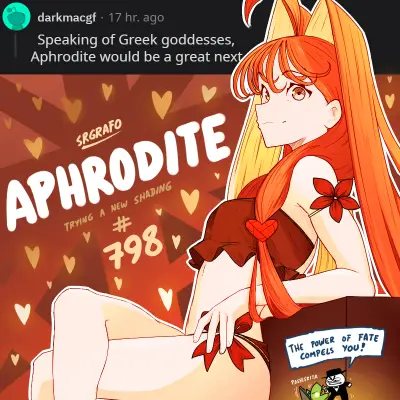 darkmacgf · 17 hr. ago
Speaking of Greek goddesses,
Aphrodite would be a great next
SRGRAFO
APHRODITE
TRYING A NEW SHADING
#
798
THE POWER OF FATE
COMPELS YOU!